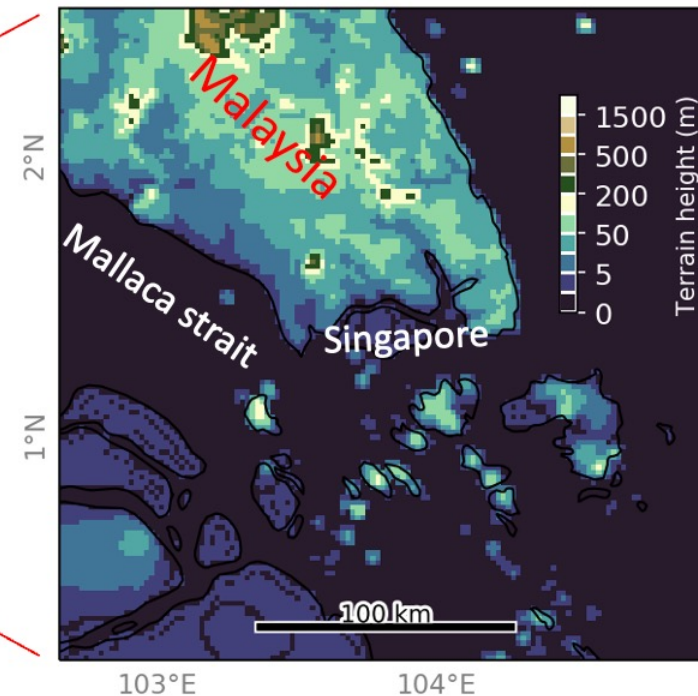 Malaysia
Mallaca strait
Singapore
1500
500
200
50
5
0
Terrain height (m)
2°N
1°N
100 km
103°E
104°E